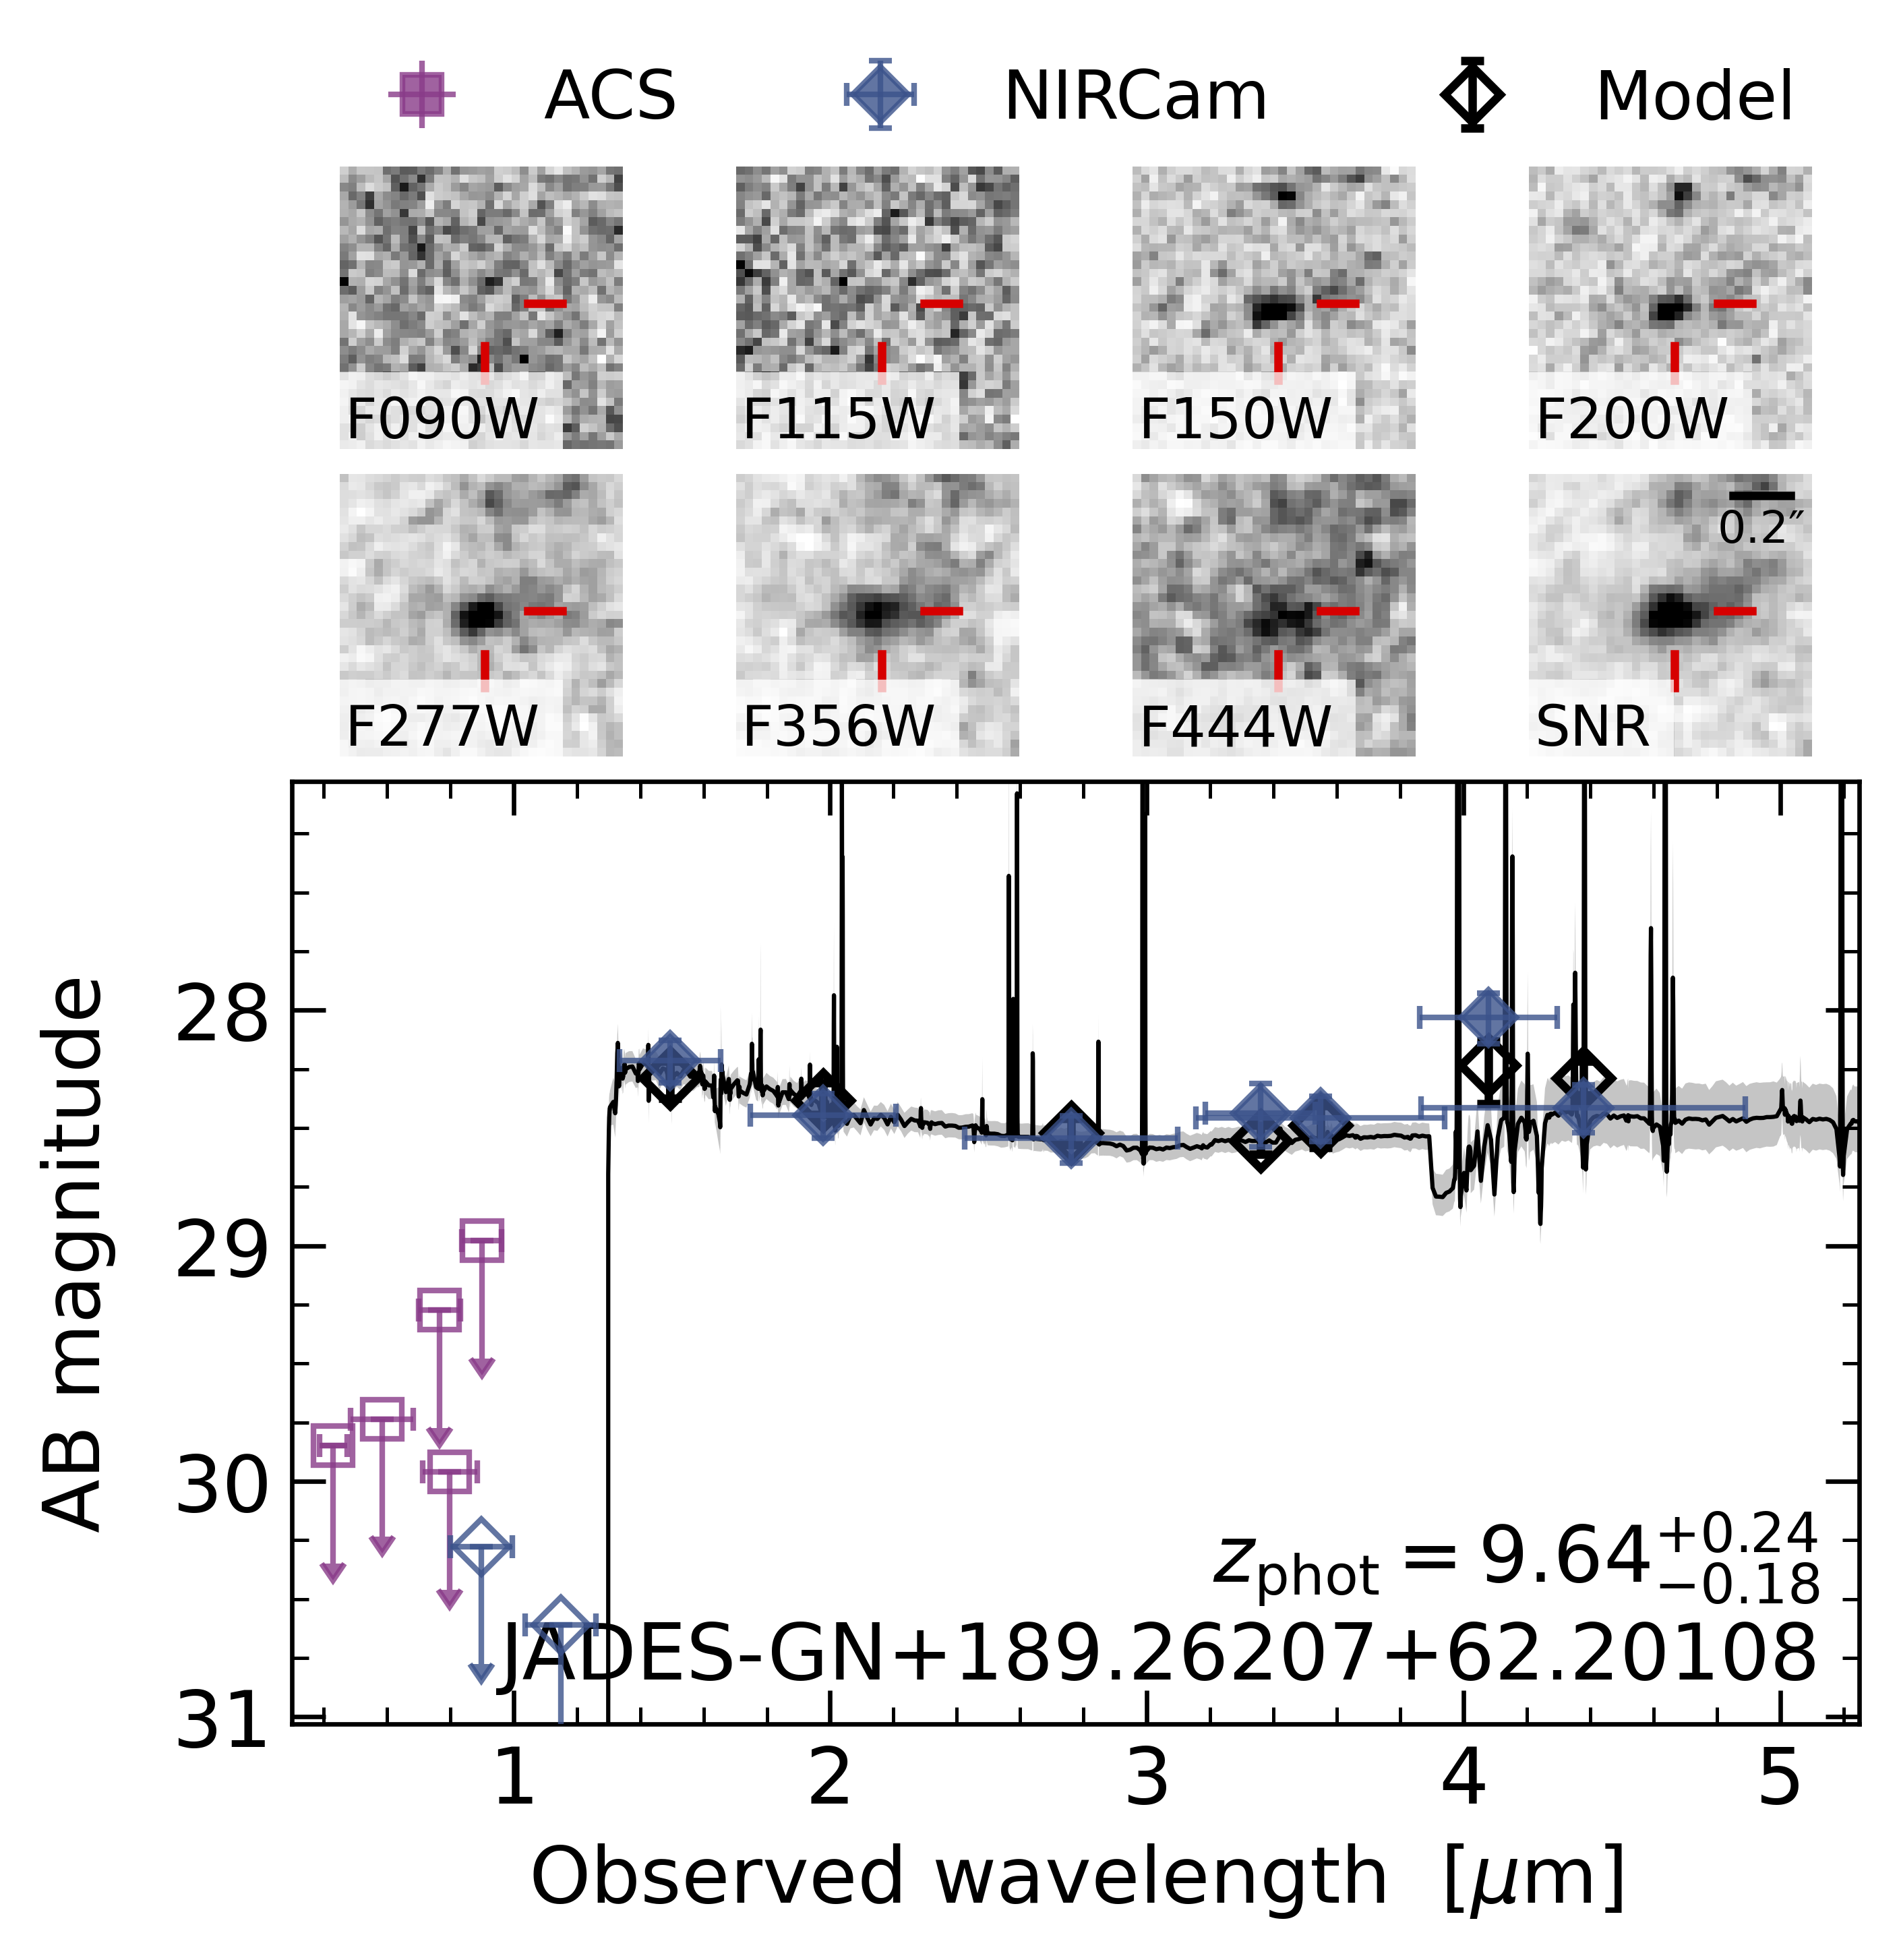 ACS NIRCam Model
F090W F115W F150W F200W
0.2″
F277W F356W F444W SNR
AB magnitude
28
29
30
31
z_phot = 9.64 +0.24 −0.18
JADES-GN+189.26207+62.20108
1 2 3 4 5
Observed wavelength [μm]